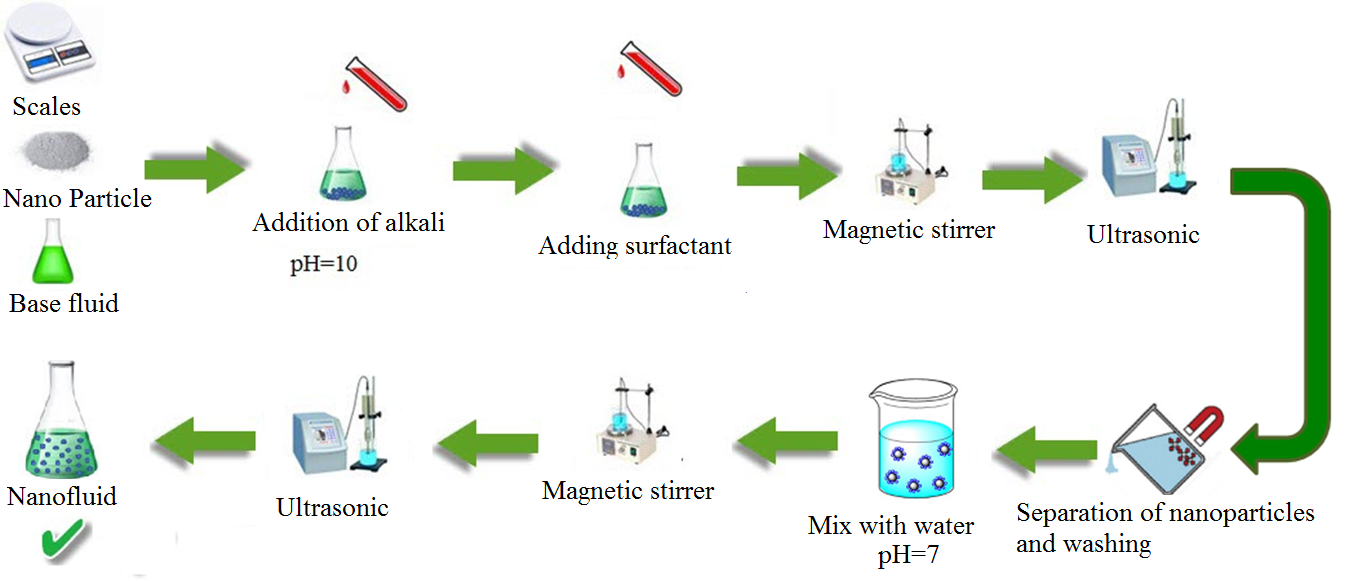 Scales
Nano Particle
Base fluid
Addition of alkali
pH=10
Adding surfactant
Magnetic stirrer
Ultrasonic
Separation of nanoparticles
and washing
Mix with water
pH=7
Magnetic stirrer
Ultrasonic
Nanofluid